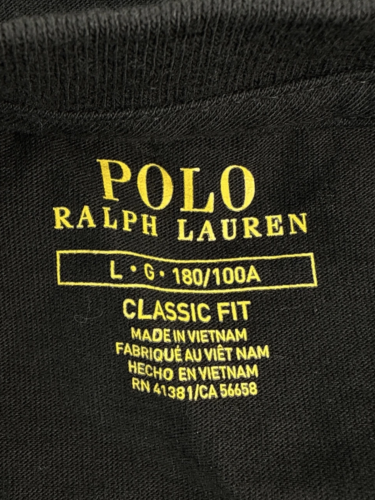 POLO
RALPH LAUREN
L • G • 180/100A
CLASSIC FIT
MADE IN VIETNAM
FABRIQUÉ AU VIÊT NAM
HECHO EN VIETNAM
RN 41381/CA 56658